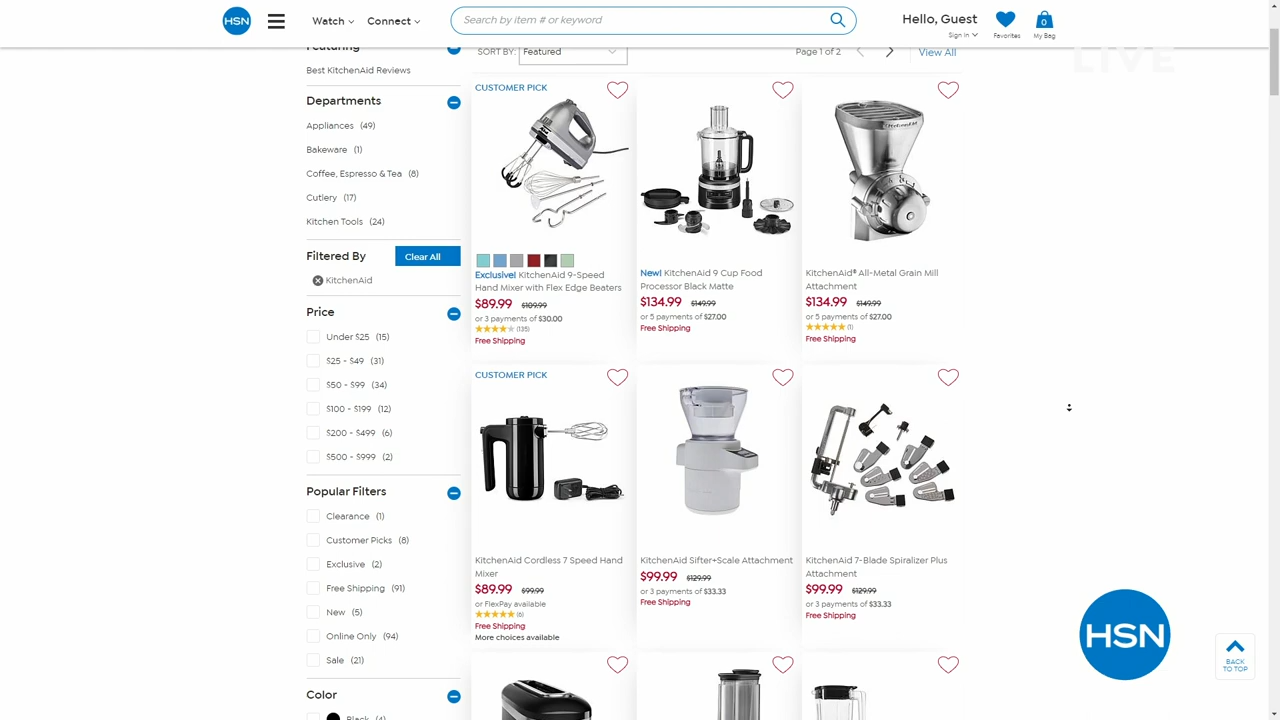 HSN
Watch
Connect
Search by item # or keyword
Hello, Guest
Sign In
Favorites
0
My Bag
LIVE
Featuring
Best KitchenAid Reviews
Departments
Appliances (49)
Bakeware (1)
Coffee, Espresso & Tea (8)
Cutlery (17)
Kitchen Tools (24)
Filtered By
Clear All
KitchenAid
Price
Under $25 (15)
$25 - $49 (31)
$50 - $99 (34)
$100 - $199 (12)
$200 - $499 (6)
$500 - $999 (2)
Popular Filters
Clearance (1)
Customer Picks (8)
Exclusive (2)
Free Shipping (91)
New (5)
Online Only (94)
Sale (21)
Color
Black (4)
SORT BY: Featured
Page 1 of 2
View All
CUSTOMER PICK
Exclusive! KitchenAid 9-Speed
Hand Mixer with Flex Edge Beaters
$89.99 $109.99
or 3 payments of $30.00
(135)
Free Shipping
New! KitchenAid 9 Cup Food
Processor Black Matte
$134.99 $149.99
or 5 payments of $27.00
Free Shipping
KitchenAid® All-Metal Grain Mill
Attachment
$134.99 $149.99
or 5 payments of $27.00
(1)
Free Shipping
CUSTOMER PICK
KitchenAid Cordless 7 Speed Hand
Mixer
$89.99 $99.99
or FlexPay available
(6)
Free Shipping
More choices available
KitchenAid Sifter+Scale Attachment
$99.99 $129.99
or 3 payments of $33.33
Free Shipping
KitchenAid 7-Blade Spiralizer Plus
Attachment
$99.99 $129.99
or 3 payments of $33.33
Free Shipping
HSN
BACK
TO TOP